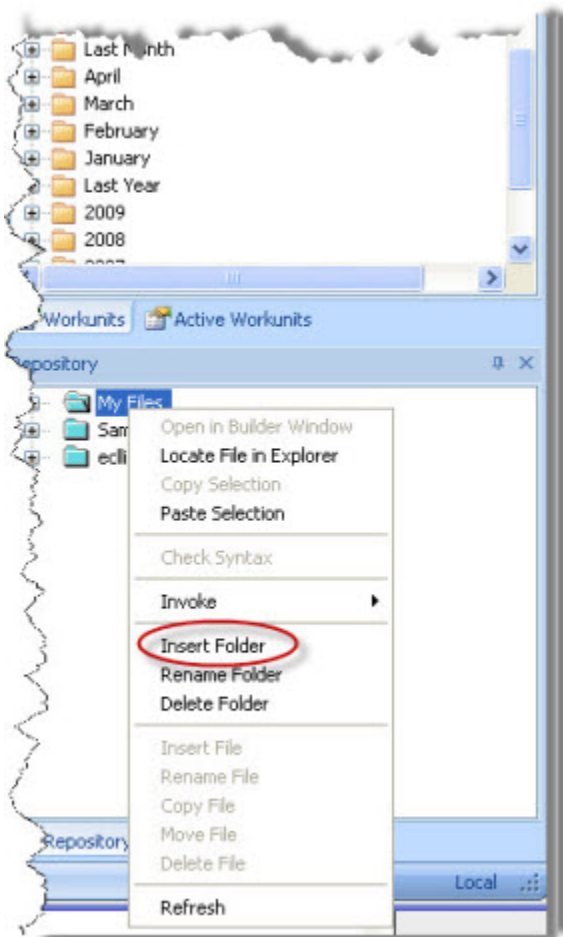 Last Month
April
March
February
January
Last Year
2009
2008
Workunits Active Workunits
Repository
My Files
Open in Builder Window
Sam
Locate File in Explorer
ecli
Copy Selection
Paste Selection
Check Syntax
Invoke
Insert Folder
Rename Folder
Delete Folder
Insert File
Rename File
Copy File
Move File
Delete File
Repository
Local
Refresh